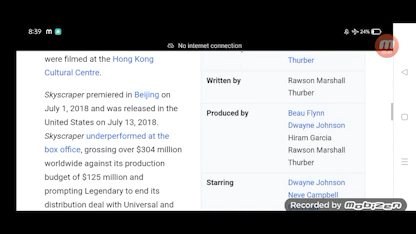 8:39
24%
No internet connection
were filmed at the Hong Kong
Cultural Centre.
Skyscraper premiered in Beijing on
July 1, 2018 and was released in the
United States on July 13, 2018.
Skyscraper underperformed at the
box office, grossing over $304 million
worldwide against its production
budget of $125 million and
prompting Legendary to end its
distribution deal with Universal and
Thurber
Written by
Rawson Marshall
Thurber
Produced by
Beau Flynn
Dwayne Johnson
Hiram Garcia
Rawson Marshall
Thurber
Starring
Dwayne Johnson
Neve Campbell
Recorded by Mobizen